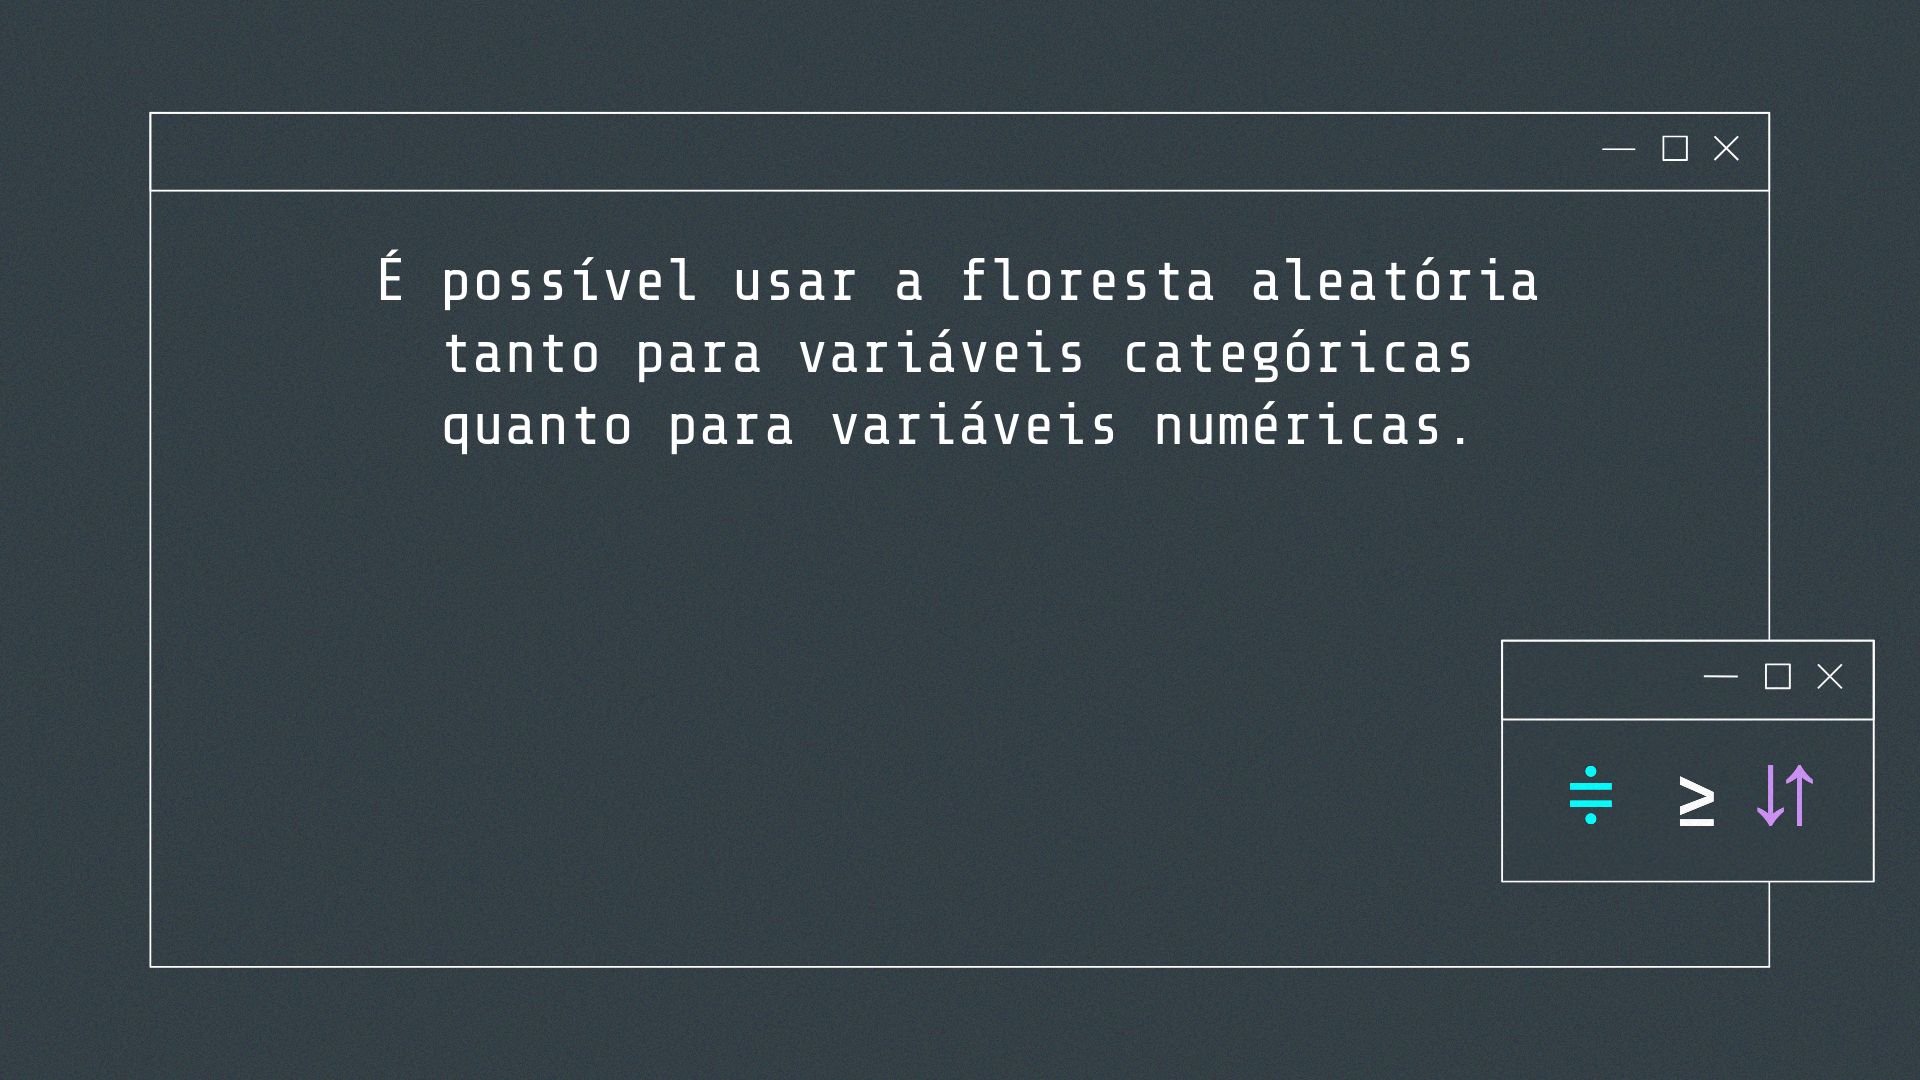 É possível usar a floresta aleatória
tanto para variáveis categóricas
quanto para variáveis numéricas.
≑ ≥ ↓↑